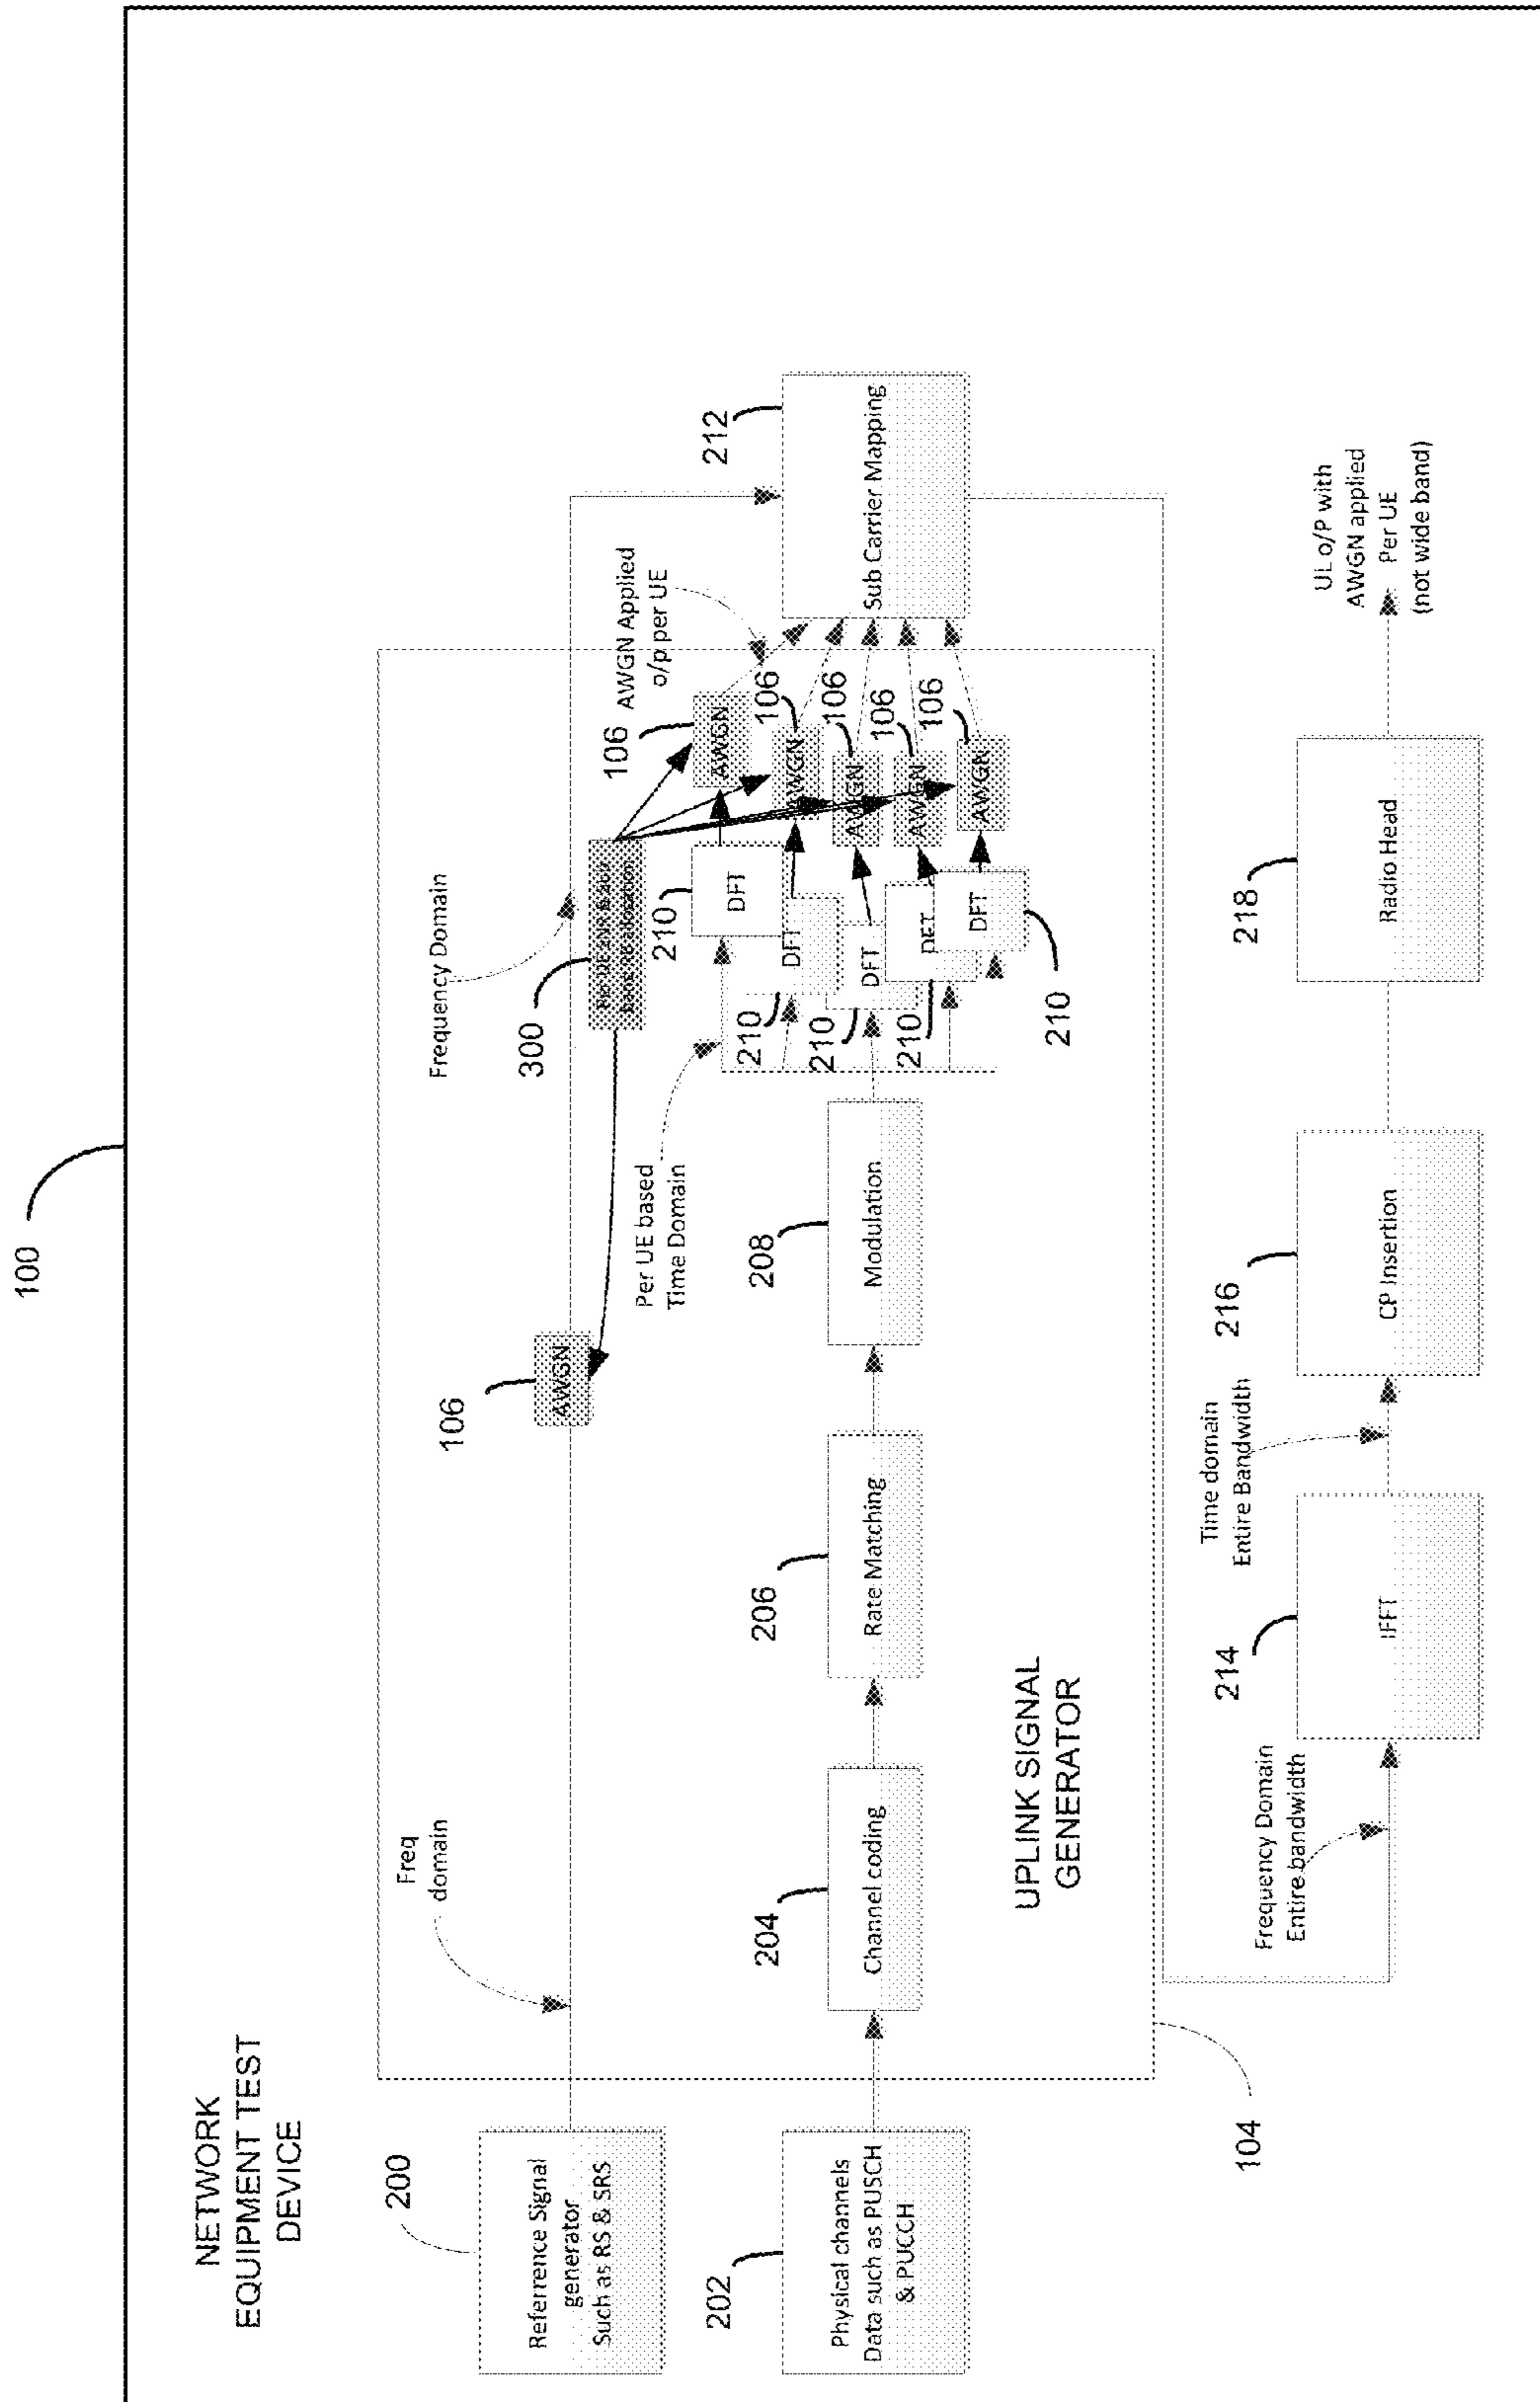 100
NETWORK
EQUIPMENT TEST
DEVICE
200
Referrence Signal
generator
Such as RS & SRS
Freq
domain
106
AWGN
Frequency Domain
300
Per UE
allocation
Per UE based
Time Domain
106
AWGN
AWGN Applied
o/p per UE
106
AWGN
106
AWGN
106
AWGN
106
AWGN
210
DFT
210
DFT
210
DFT
210
DFT
210
DFT
212
Sub Carrier Mapping
202
Physical channels
Data such as PUSCH
& PUCCH
204
Channel coding
206
Rate Matching
208
Modulation
UPLINK SIGNAL
GENERATOR
104
Frequency Domain
Entire bandwidth
214
IFFT
Time domain
Entire Bandwidth
216
CP Insertion
218
Radio Head
UL o/P with
AWGN applied
Per UE
(not wide band)